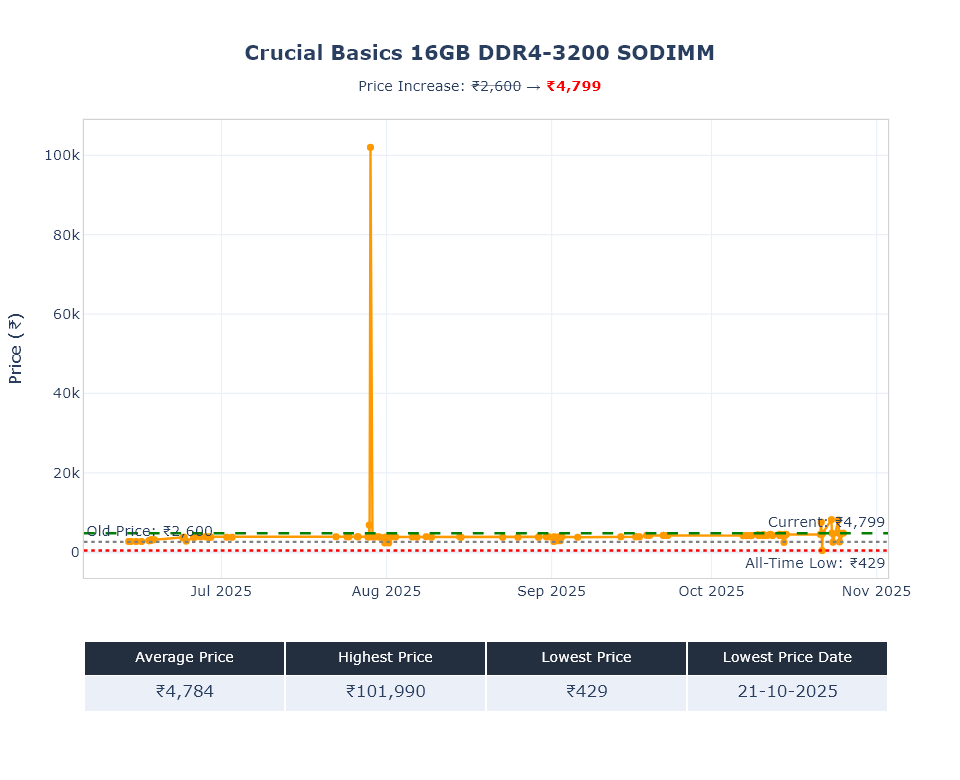 Crucial Basics 16GB DDR4-3200 SODIMM
Price Increase: ₹2,600 → ₹4,799
Price (₹)
100k
80k
60k
40k
20k
0
Old Price: ₹2,600
Current: ₹4,799
All-Time Low: ₹429
Jul 2025 Aug 2025 Sep 2025 Oct 2025 Nov 2025
Average Price Highest Price Lowest Price Lowest Price Date
₹4,784 ₹101,990 ₹429 21-10-2025